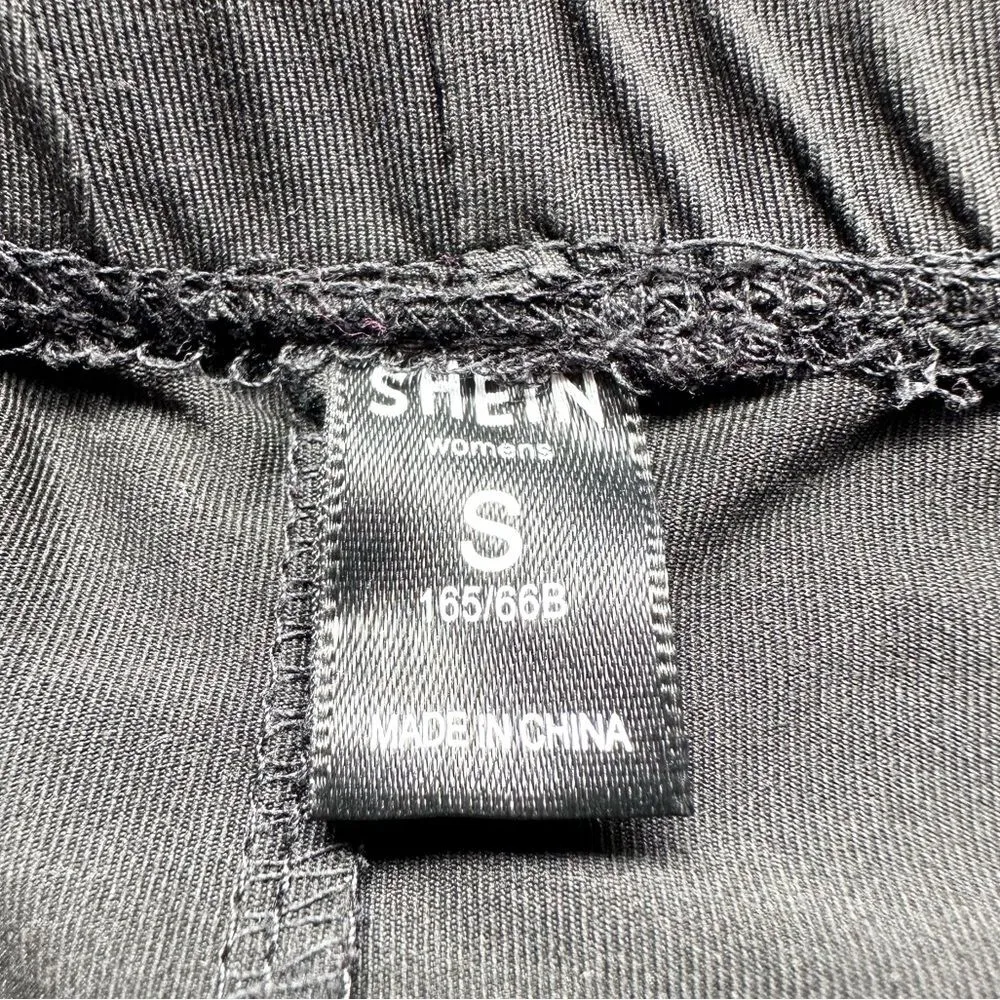 SHEIN
womens
S
165/66B
MADE IN CHINA